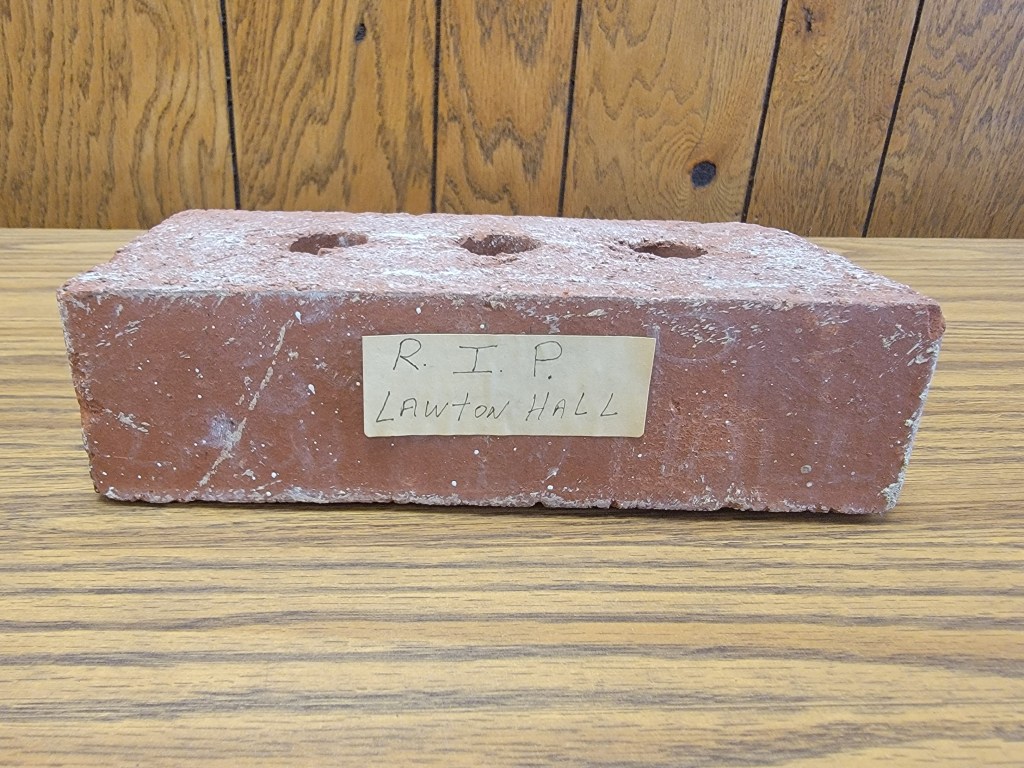 R. I. P.
LAWTON HALL